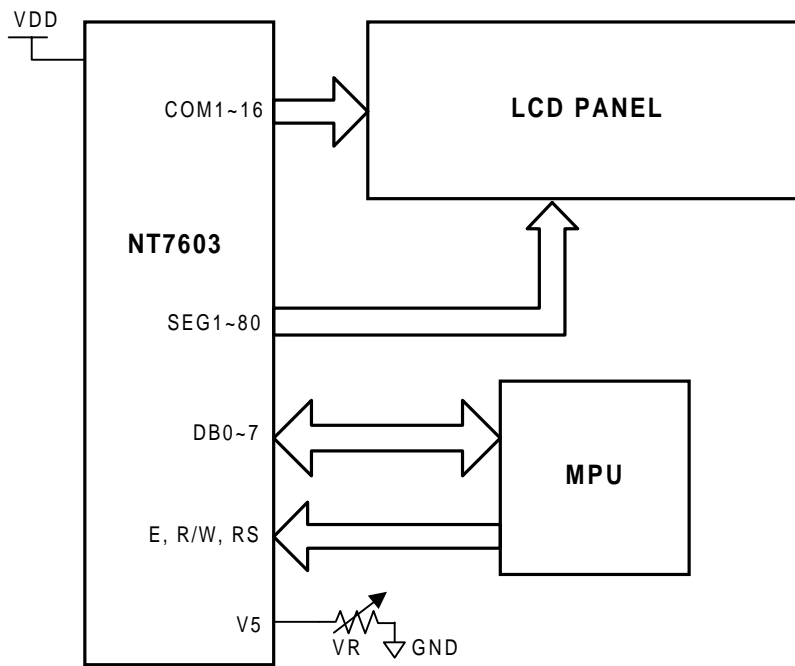 VDD
COM1~16
LCD PANEL
NT7603
SEG1~80
DB0~7
MPU
E, R/W, RS
V5
VR
GND